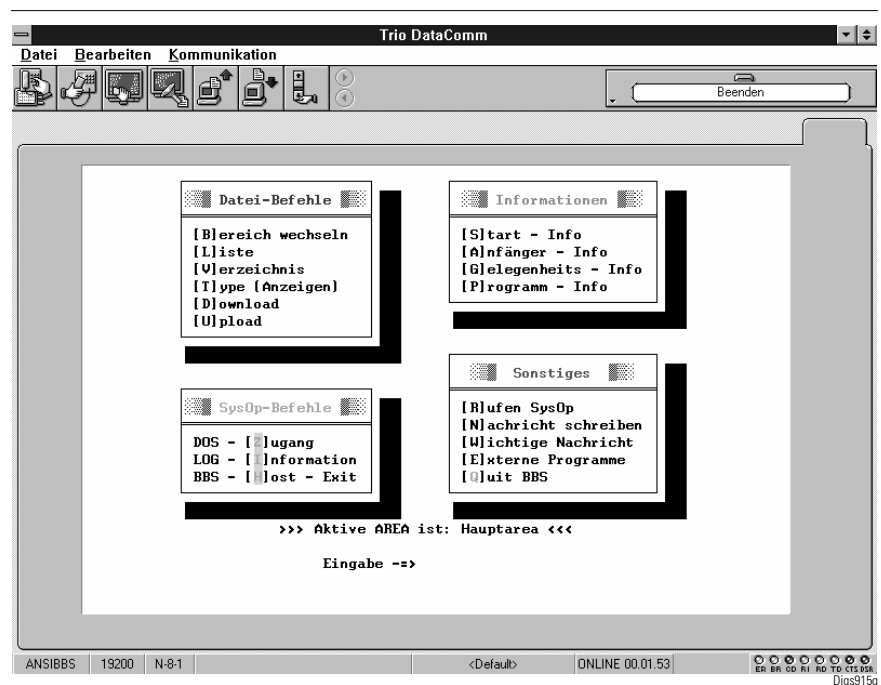 Trio DataComm
Datei Bearbeiten Kommunikation
Beenden
Datei-Befehle
[B]ereich wechseln
[L]iste
[V]erzeichnis
[T]ype (Anzeigen)
[D]ownload
[U]pload
Informationen
[S]tart - Info
[A]nfänger - Info
[G]elegenheits - Info
[P]rogramm - Info
SysOp-Befehle
DOS - [Z]ugang
LOG - [I]nformation
BBS - [H]ost - Exit
Sonstiges
[R]ufen SysOp
[N]achricht schreiben
[W]ichtige Nachricht
[E]xterne Programme
[Q]uit BBS
>>> Aktive AREA ist: Hauptarea <<<
Eingabe -=>
ANSIBBS 19200 N-8-1 <Default> ONLINE 00.01.53 ER BR CD RI RD TD CTS DSR
Dias915g